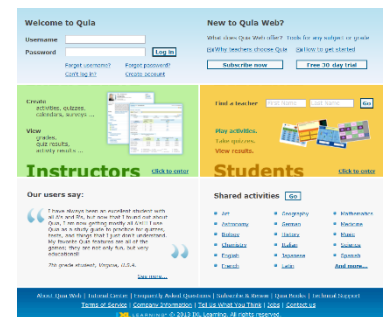 Welcome to Quia
Username
Password
Log in
Forgot username?
Forgot password?
Can't log in?
Create account
New to Quia Web?
What does Quia Web offer? Tools for any subject or grade
Why teachers choose Quia
How to get started
Subscribe now
Free 30 day trial
Create
activities, quizzes,
calendars, surveys ...
View
grades,
quiz results,
activity results ...
Instructors
Click to enter
Find a teacher
First Name
Last Name
Go
Play activities.
Take quizzes.
View results.
Students
Click to enter
Our users say:
I have always been an excellent student with
all A's and B's, but now that I found out about
Quia, I am now getting mostly all A's!!! I use
Quia as a study guide to practice for quizzes,
tests, and things that I just don't understand.
My favorite Quia features are all of the
games; they are not only fun, but very
educational!
7th grade student, Virginia, U.S.A.
See more...
Shared activities
Go
Art
Astronomy
Biology
Chemistry
English
French
Geography
German
History
Italian
Japanese
Latin
Mathematics
Medicine
Music
Science
Spanish
And more...
About Quia Web | Tutorial Center | Frequently Asked Questions | Subscribe & Renew | Quia Books | Technical Support
Terms of Service | Company Information | Tell Us What You Think | Jobs | Contact us
IXL LEARNING © 2013 IXL Learning. All rights reserved.